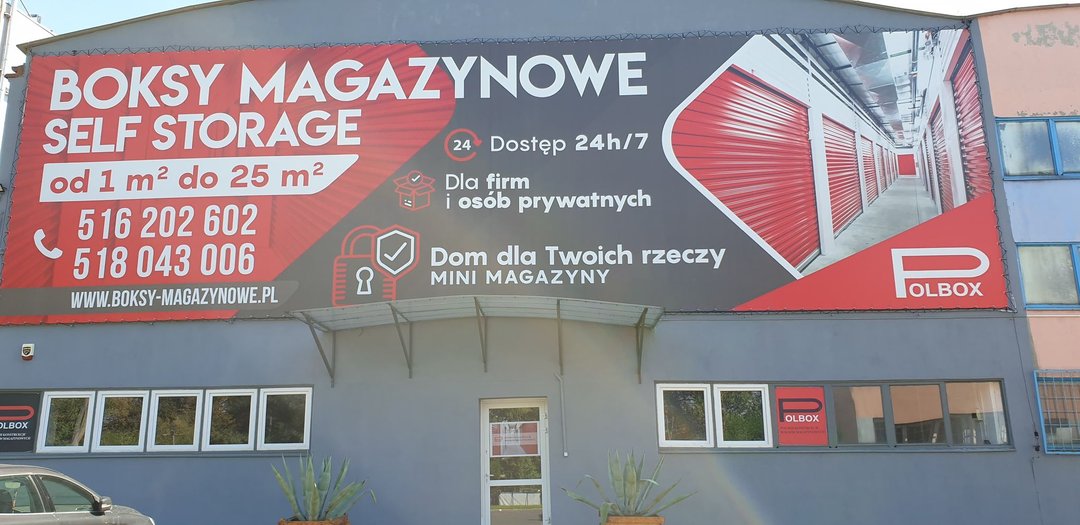 BOKSY MAGAZYNOWE
SELF STORAGE
od 1 m² do 25 m²
516 202 602
518 043 006
WWW.BOKSY-MAGAZYNOWE.PL
24
Dostęp 24h/7
Dla firm
i osób prywatnych
Dom dla Twoich rzeczy
MINI MAGAZYNY
POLBOX
POLBOX
POLBOX